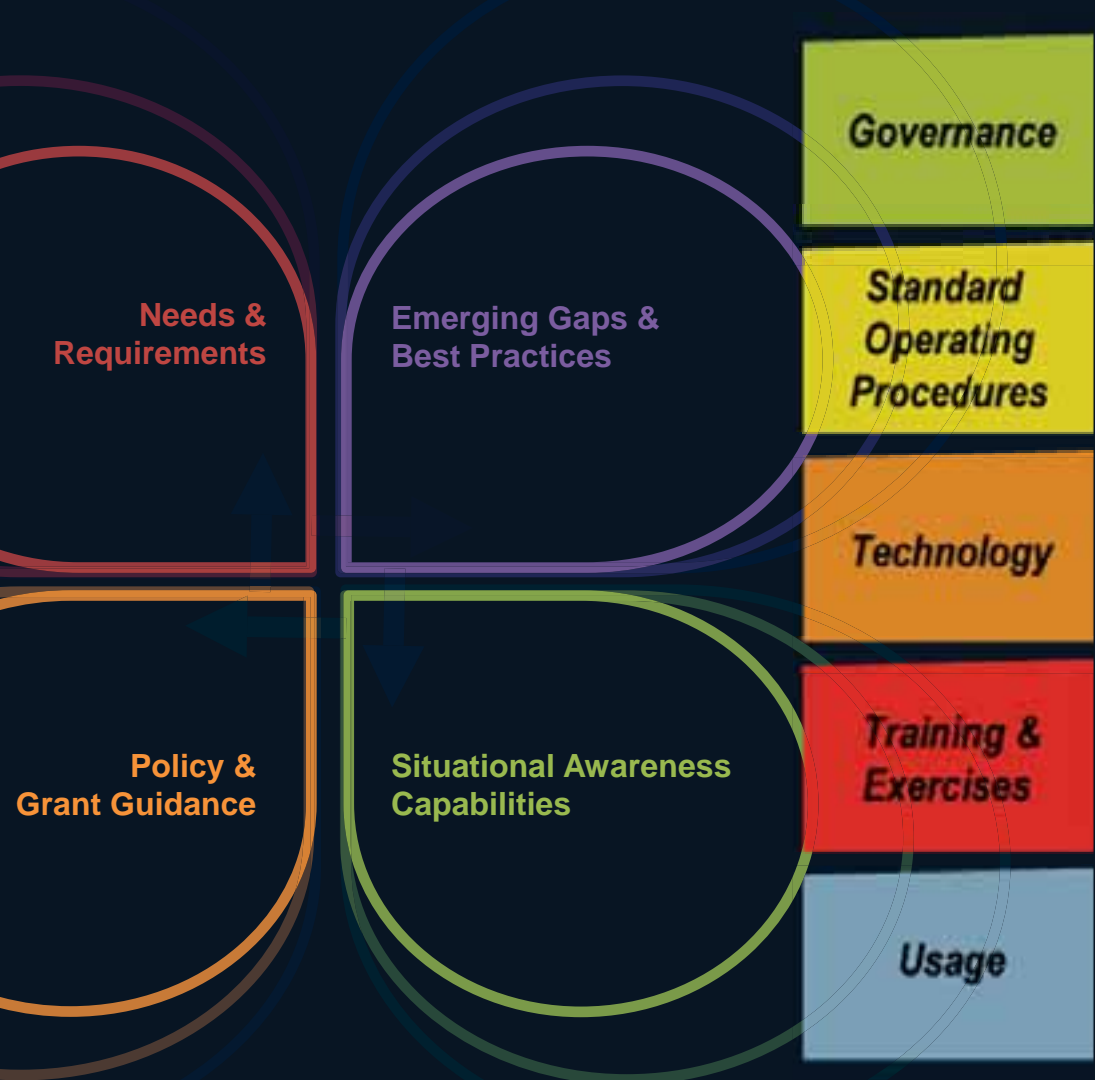 Needs &
Requirements
Emerging Gaps &
Best Practices
Policy &
Grant Guidance
Situational Awareness
Capabilities
Governance
Standard
Operating
Procedures
Technology
Training &
Exercises
Usage